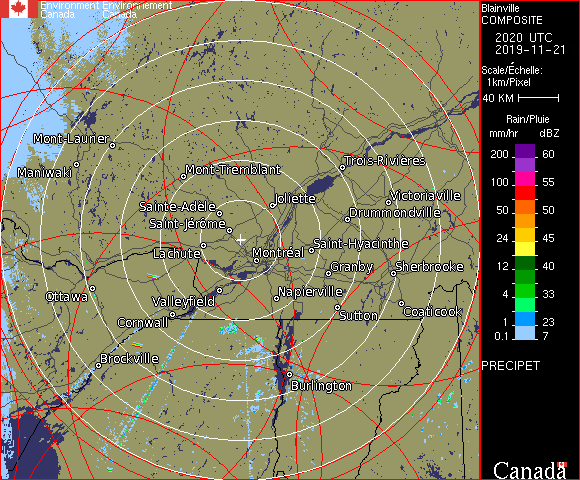 Environment Environnement
Canada Canada
Mont-Laurier
Maniwaki
Mont-Tremblant
Trois-Rivières
Joliette
Victoriaville
Sainte-Adèle
Drummondville
Saint-Jérôme
Saint-Hyacinthe
Lachute
Montréal
Granby
Sherbrooke
Ottawa
Valleyfield
Napierville
Cornwall
Sutton
Coaticook
Brockville
Burlington
Blainville
COMPOSITE
2020 UTC
2019-11-21
Scale/Échelle:
1km/Pixel
40 KM
Rain/Pluie
mm/hr dBZ
200 60
100 55
50 50
24 45
12 40
4 33
1 23
0.1 7
PRECIPET
Canada